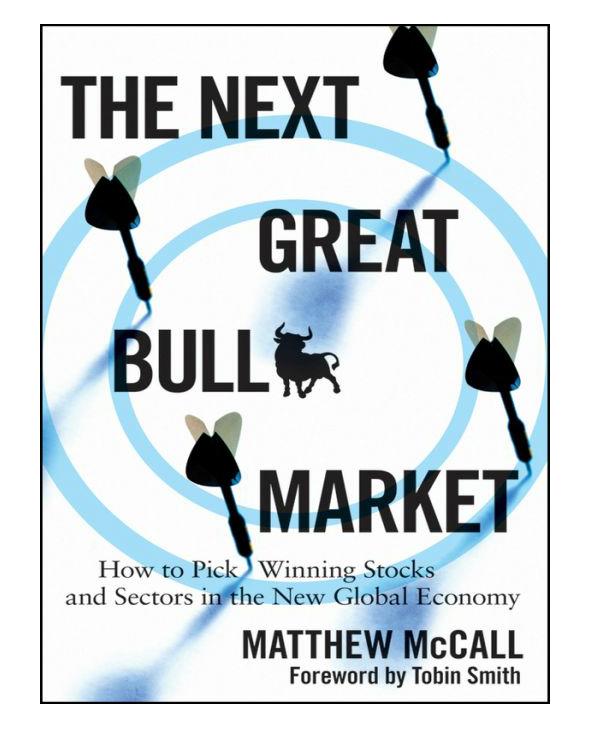 THE NEXT
GREAT
BULL
MARKET
How to Pick Winning Stocks
and Sectors in the New Global Economy
MATTHEW McCALL
Foreword by Tobin Smith